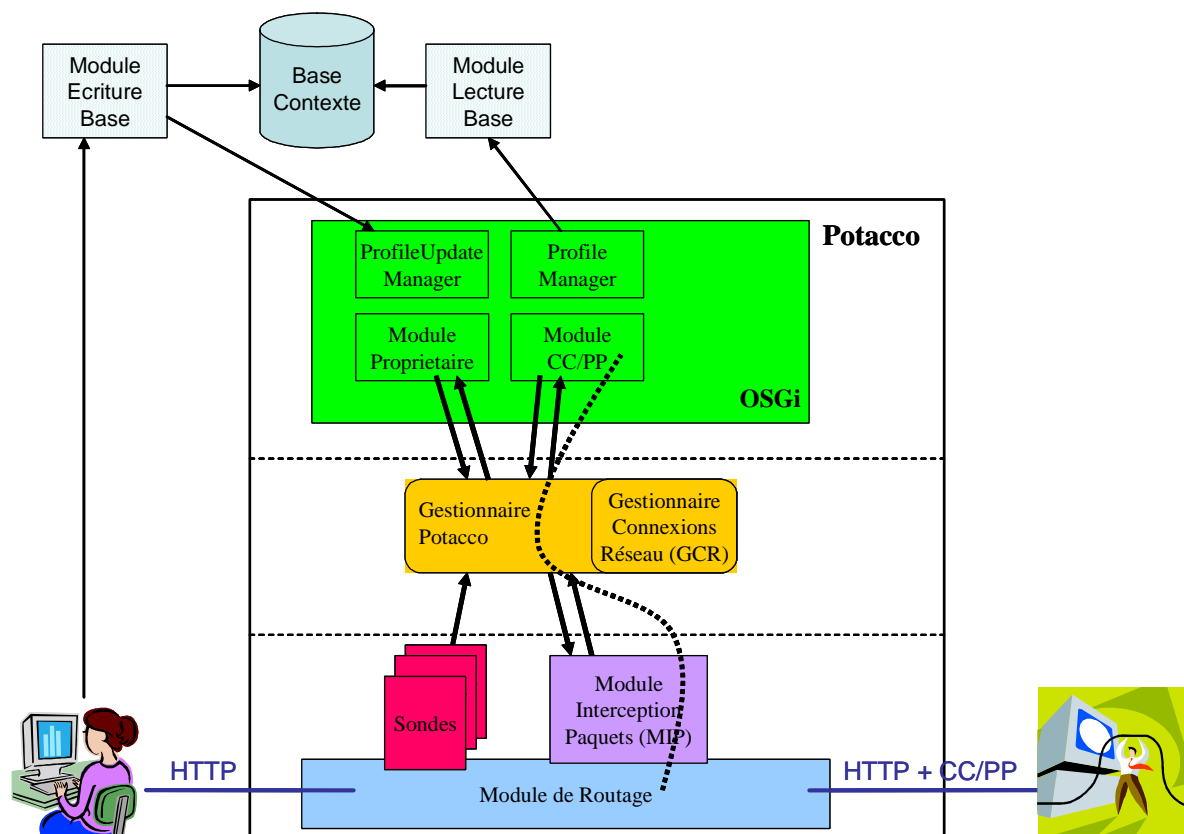 Module
Ecriture
Base
Base
Contexte
Module
Lecture
Base
Potacco
ProfileUpdate
Manager
Profile
Manager
Module
Proprietaire
Module
CC/PP
OSGi
Gestionnaire
Potacco
Gestionnaire
Connexions
Réseau (GCR)
Sondes
Module
Interception
Paquets (MIP)
HTTP
Module de Routage
HTTP + CC/PP